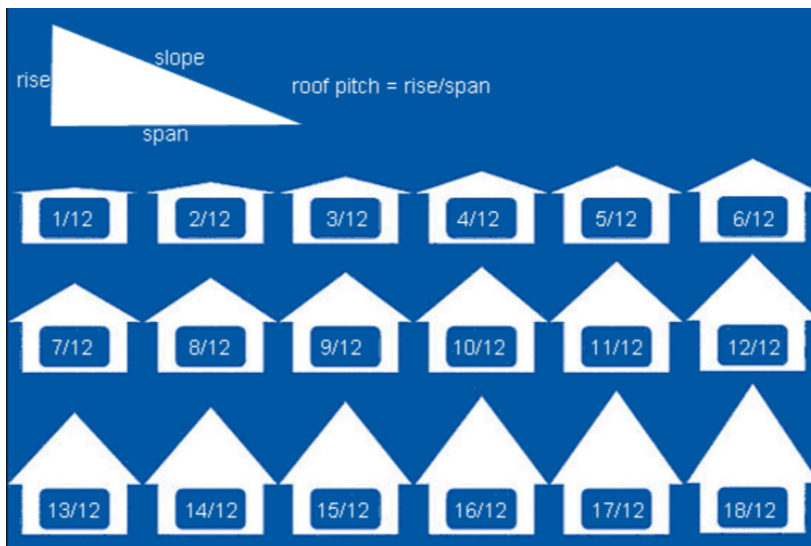 slope
rise
roof pitch = rise/span
span
1/12 2/12 3/12 4/12 5/12 6/12
7/12 8/12 9/12 10/12 11/12 12/12
13/12 14/12 15/12 16/12 17/12 18/12